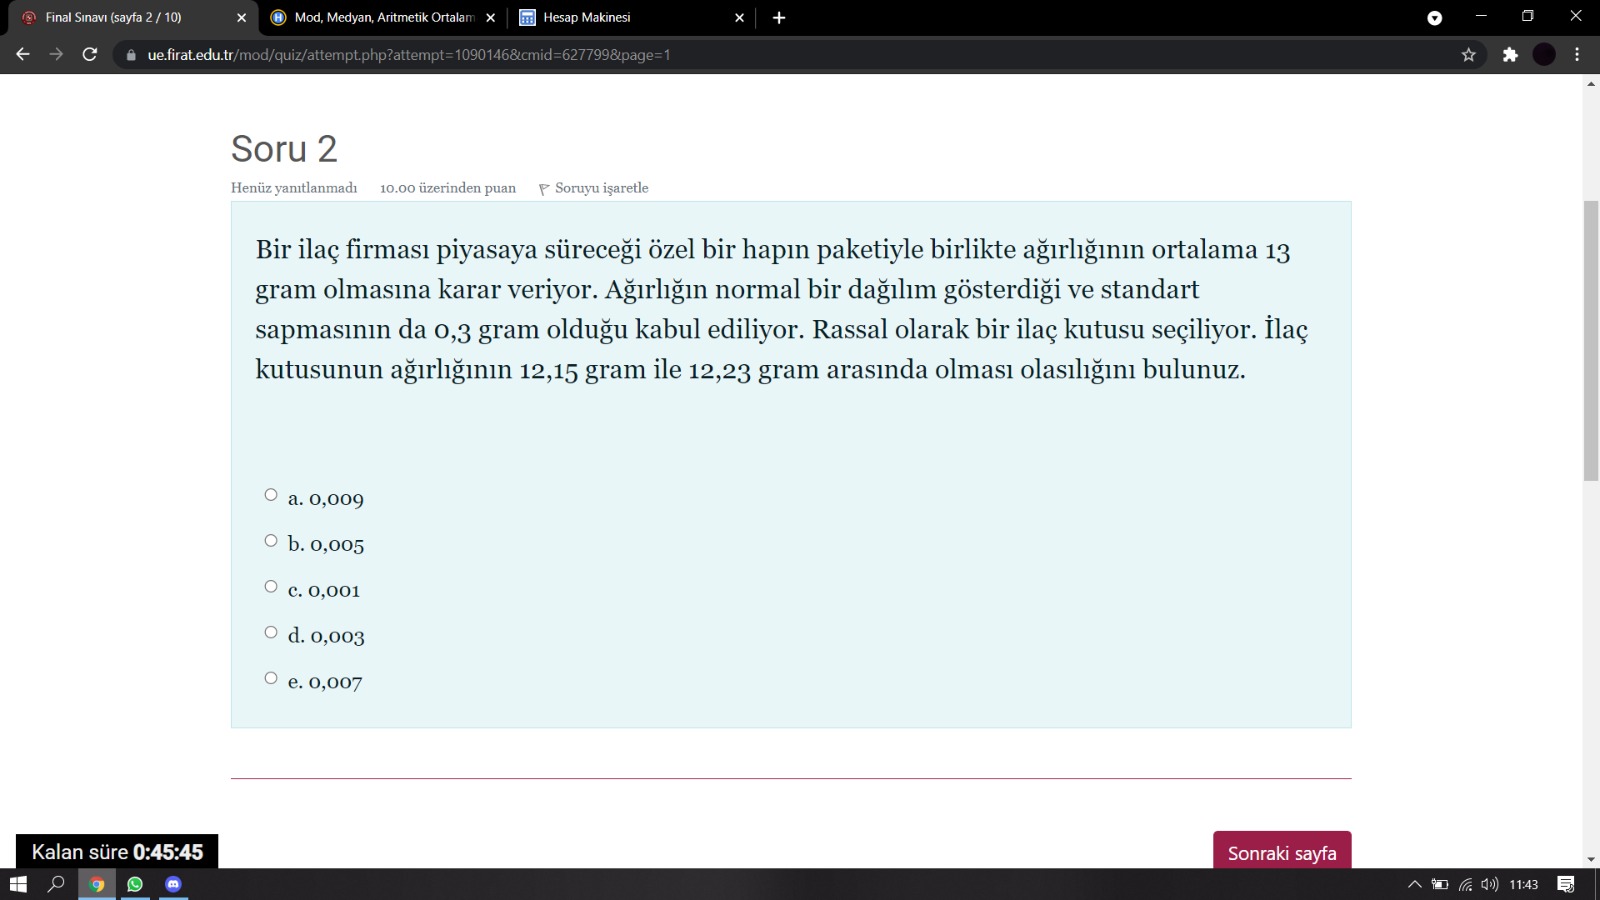 Final Sınavı (sayfa 2 / 10)
Mod, Medyan, Aritmetik Ortalam
Hesap Makinesi
ue.firat.edu.tr/mod/quiz/attempt.php?attempt=1090146&cmid=627799&page=1
Soru 2
Henüz yanıtlanmadı 10.00 üzerinden puan Soruyu işaretle
Bir ilaç firması piyasaya süreceği özel bir hapın paketiyle birlikte ağırlığının ortalama 13
gram olmasına karar veriyor. Ağırlığın normal bir dağılım gösterdiği ve standart
sapmasının da 0,3 gram olduğu kabul ediliyor. Rassal olarak bir ilaç kutusu seçiliyor. İlaç
kutusunun ağırlığının 12,15 gram ile 12,23 gram arasında olması olasılığını bulunuz.
a. 0,009
b. 0,005
c. 0,001
d. 0,003
e. 0,007
Kalan süre 0:45:45
Sonraki sayfa
11:43